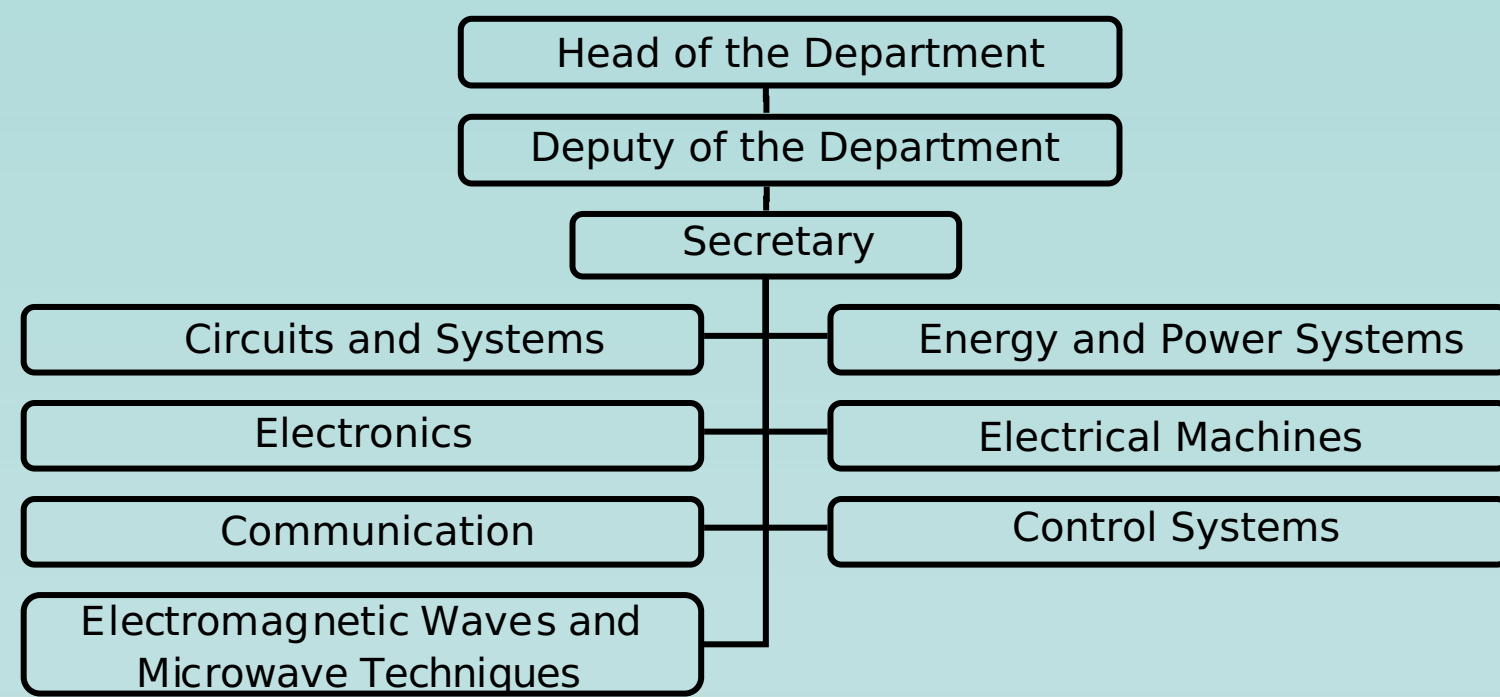 Head of the Department
Deputy of the Department
Secretary
Circuits and Systems
Energy and Power Systems
Electronics
Electrical Machines
Communication
Control Systems
Electromagnetic Waves and
Microwave Techniques